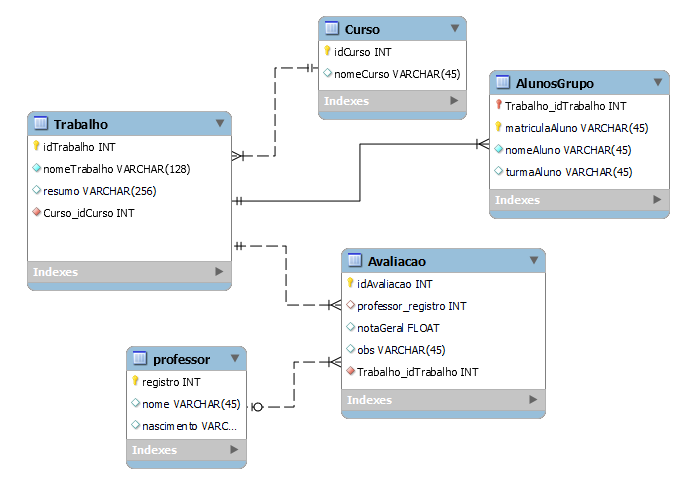 Curso
idCurso INT
nomeCurso VARCHAR(45)
Indexes
AlunosGrupo
Trabalho_idTrabalho INT
matriculaAluno VARCHAR(45)
nomeAluno VARCHAR(45)
turmaAluno VARCHAR(45)
Indexes
Trabalho
idTrabalho INT
nomeTrabalho VARCHAR(128)
resumo VARCHAR(256)
Curso_idCurso INT
Indexes
Avaliacao
idAvaliacao INT
professor_registro INT
notaGeral FLOAT
obs VARCHAR(45)
Trabalho_idTrabalho INT
Indexes
professor
registro INT
nome VARCHAR(45)
nascimento VARC...
Indexes